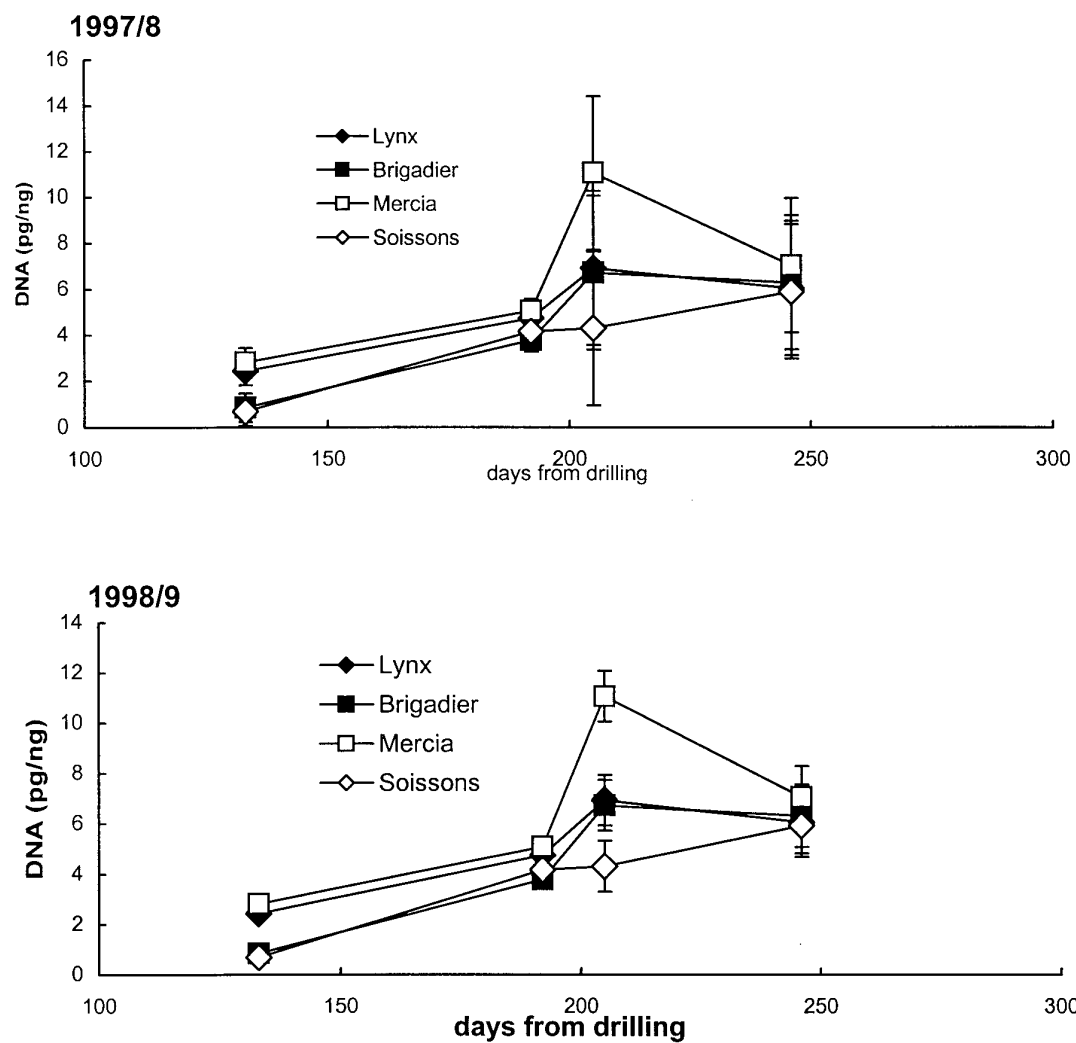 1997/8
16
14
12
10
8
6
4
2
0
DNA (pg/ng)
Lynx
Brigadier
Mercia
Soissons
100 150 200 250 300
days from drilling
1998/9
14
12
10
8
6
4
2
0
DNA (pg/ng)
Lynx
Brigadier
Mercia
Soissons
100 150 200 250 300
days from drilling